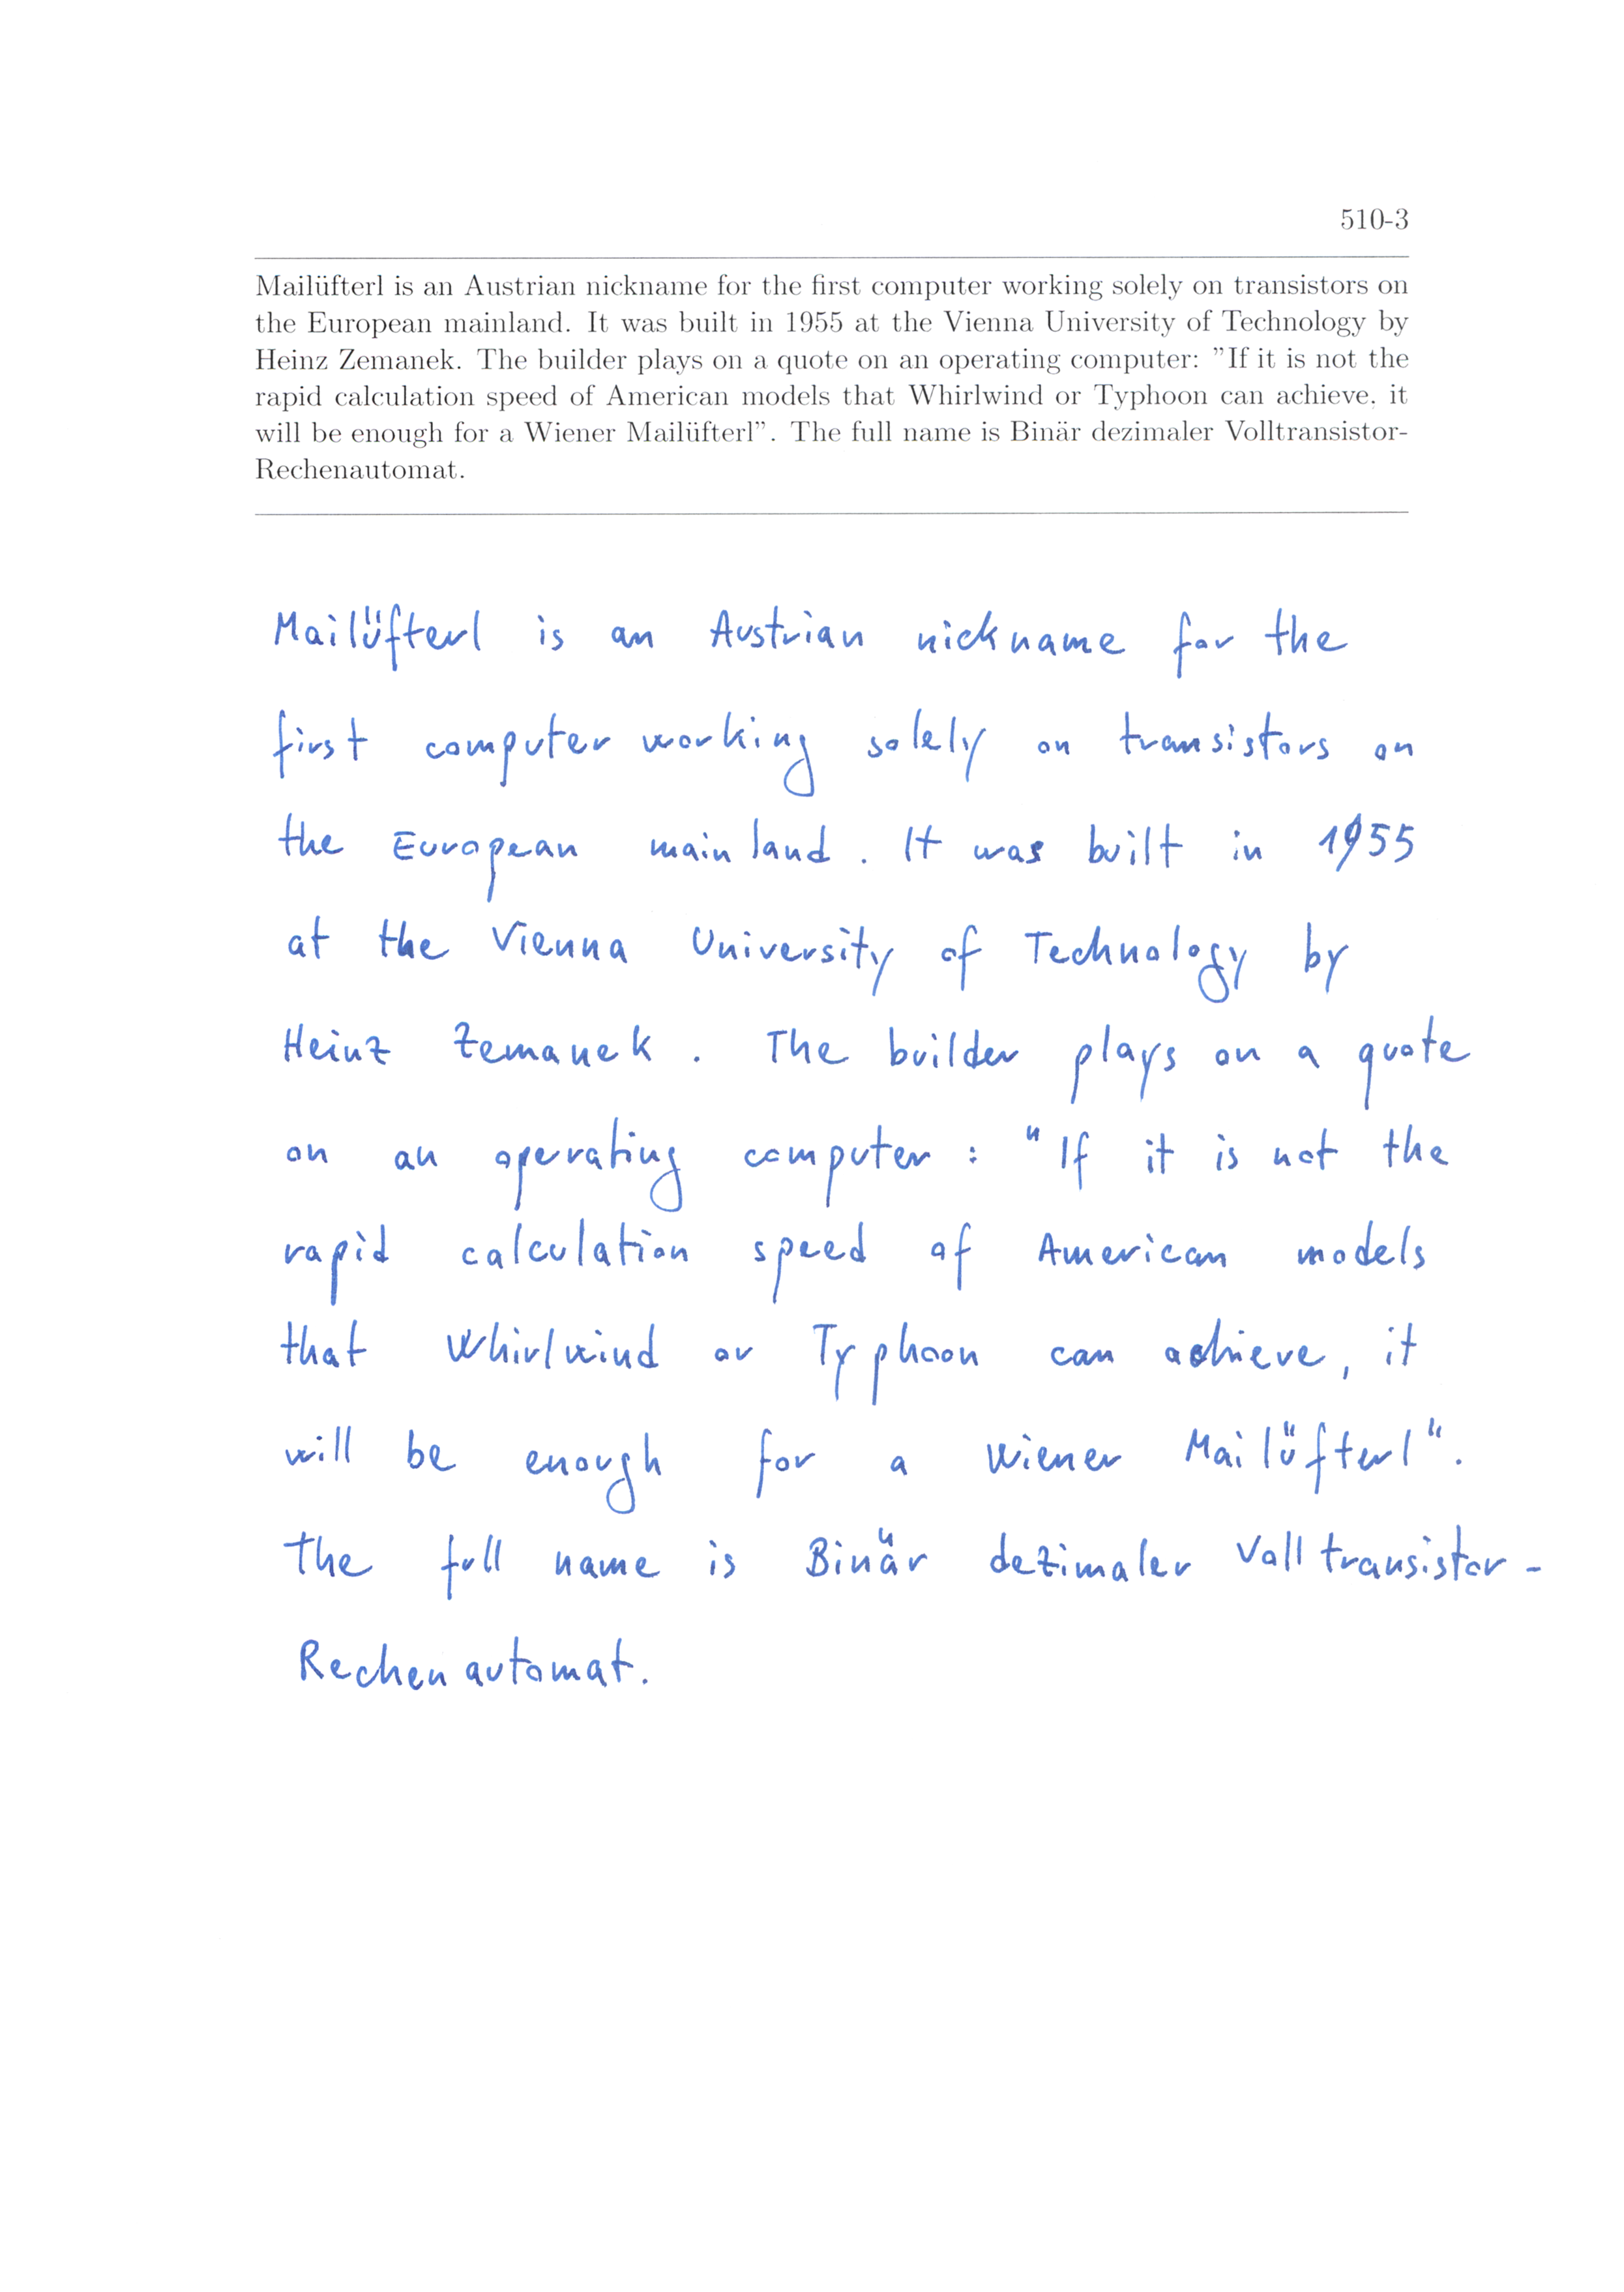 510-3
Mailüfterl is an Austrian nickname for the first computer working solely on transistors on
the European mainland. It was built in 1955 at the Vienna University of Technology by
Heinz Zemanek. The builder plays on a quote on an operating computer: "If it is not the
rapid calculation speed of American models that Whirlwind or Typhoon can achieve, it
will be enough for a Wiener Mailüfterl". The full name is Binär dezimaler Volltransistor-
Rechenautomat.
Mailüfterl is an Austrian nickname for the
first computer working solely on transistors on
the European mainland. It was built in 1955
at the Vienna University of Technology by
Heinz Zemanek. The builder plays on a quote
on an operating computer: "If it is not the
rapid calculation speed of American models
that Whirlwind or Typhoon can achieve, it
will be enough for a Wiener Mailüfterl".
The full name is Binär dezimaler Volltransistor-
Rechenautomat.